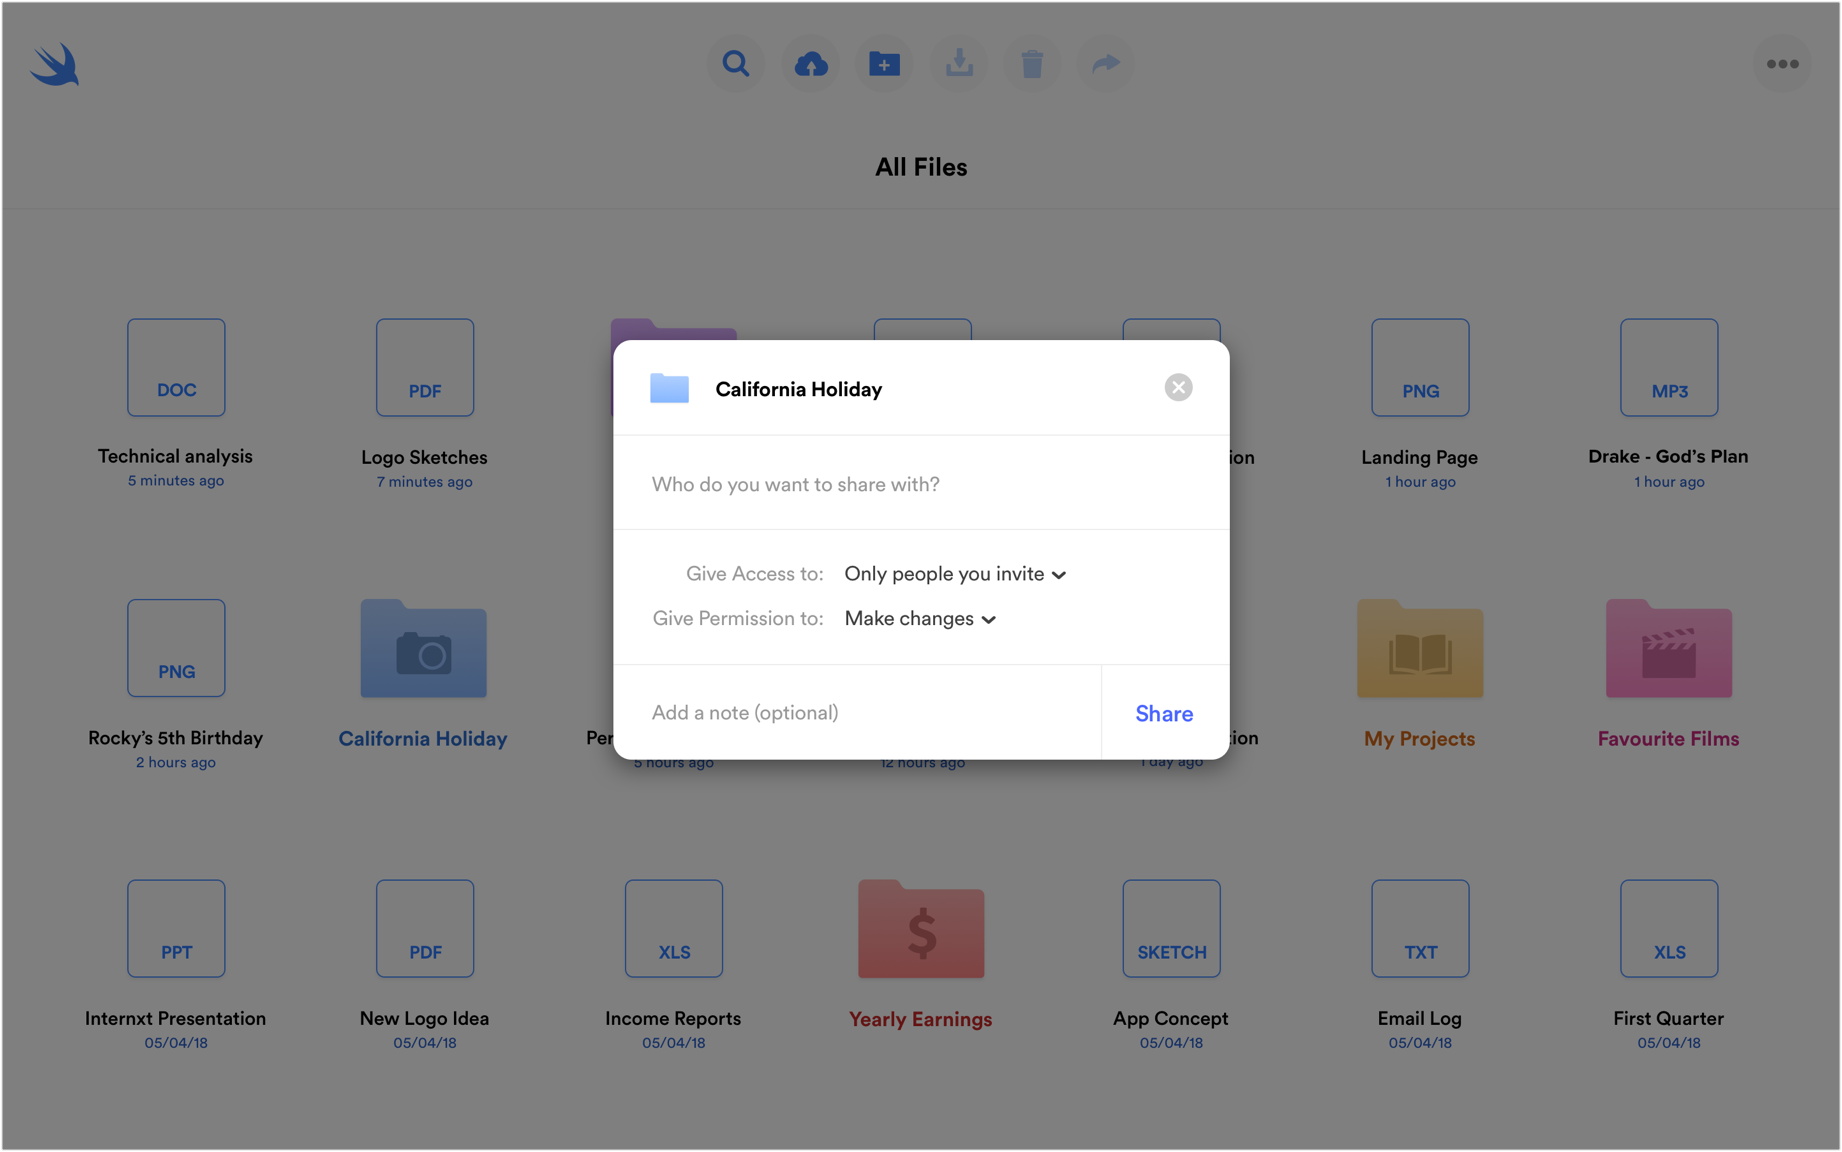 All Files
DOC
PDF
PNG
MP3
Technical analysis
Logo Sketches
Landing Page
Drake - God's Plan
5 minutes ago
7 minutes ago
1 hour ago
1 hour ago
California Holiday
Who do you want to share with?
Give Access to: Only people you invite
Give Permission to: Make changes
Add a note (optional)
Share
PNG
Rocky's 5th Birthday
California Holiday
My Projects
Favourite Films
2 hours ago
5 hours ago
12 hours ago
1 day ago
PPT
PDF
XLS
$
SKETCH
TXT
XLS
Internxt Presentation
New Logo Idea
Income Reports
Yearly Earnings
App Concept
Email Log
First Quarter
05/04/18
05/04/18
05/04/18
05/04/18
05/04/18
05/04/18